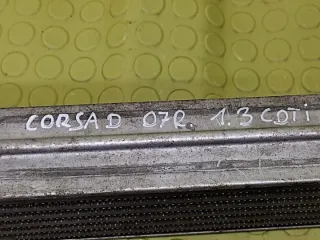 CORSA D 07R. 1.3 CDTi